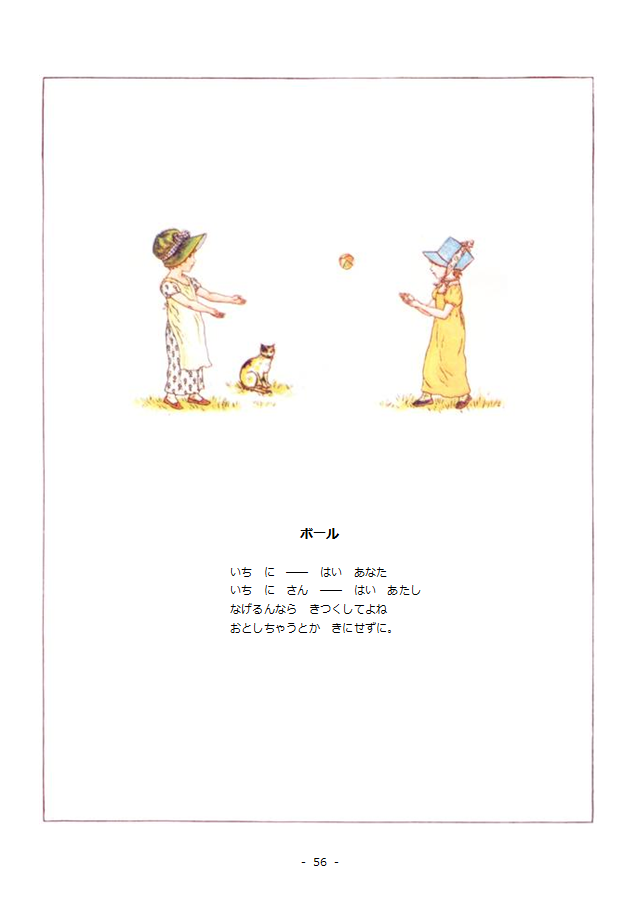 ボール
いち　に　――　はい　あなた
いち　に　さん　――　はい　あたし
なげるんなら　きつくしてよね
おとしちゃうとか　きにせずに。
- 56 -